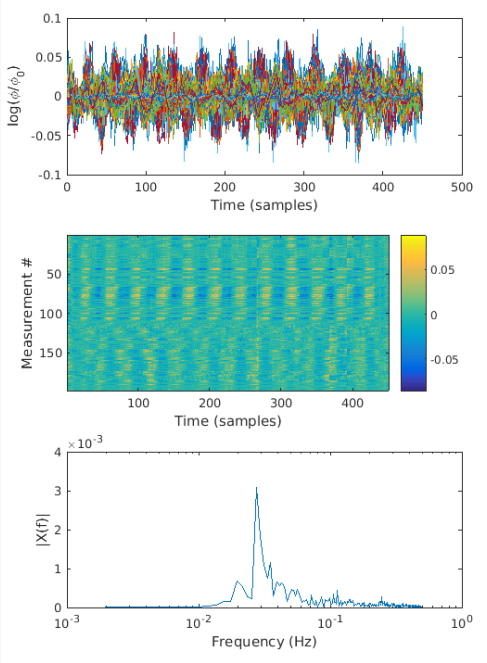 0.1
0.05
0
-0.05
-0.1
log(ϕ/ϕ0)
0 100 200 300 400 500
Time (samples)
50
100
150
Measurement #
100 200 300 400
Time (samples)
0.05
0
-0.05
×10-3
4
3
2
1
0
|X(f)|
10-3 10-2 10-1 100
Frequency (Hz)